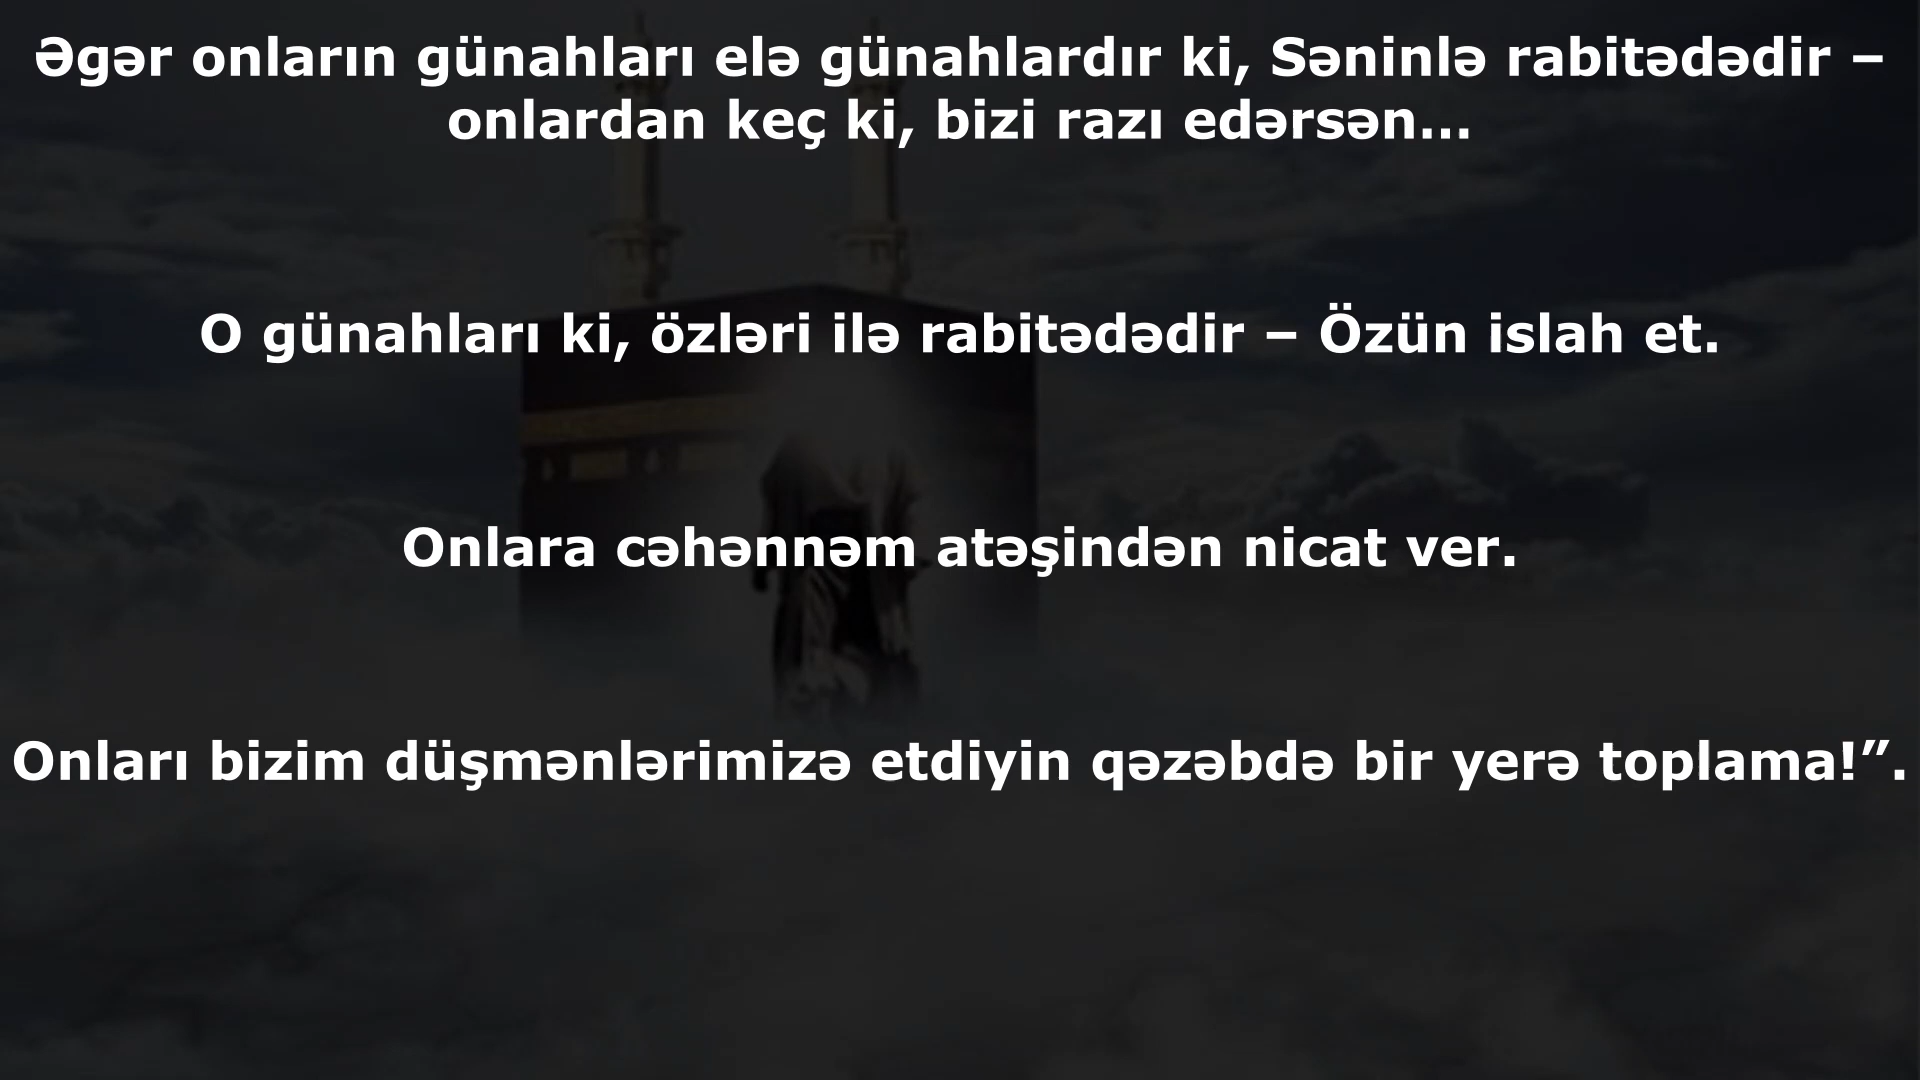 Əgər onların günahları elə günahlardır ki, Səninlə rabitədədir –
onlardan keç ki, bizi razı edərsən…
O günahları ki, özləri ilə rabitədədir – Özün islah et.
Onlara cəhənnəm atəşindən nicat ver.
Onları bizim düşmənlərimizə etdiyin qəzəbdə bir yerə toplama!”.